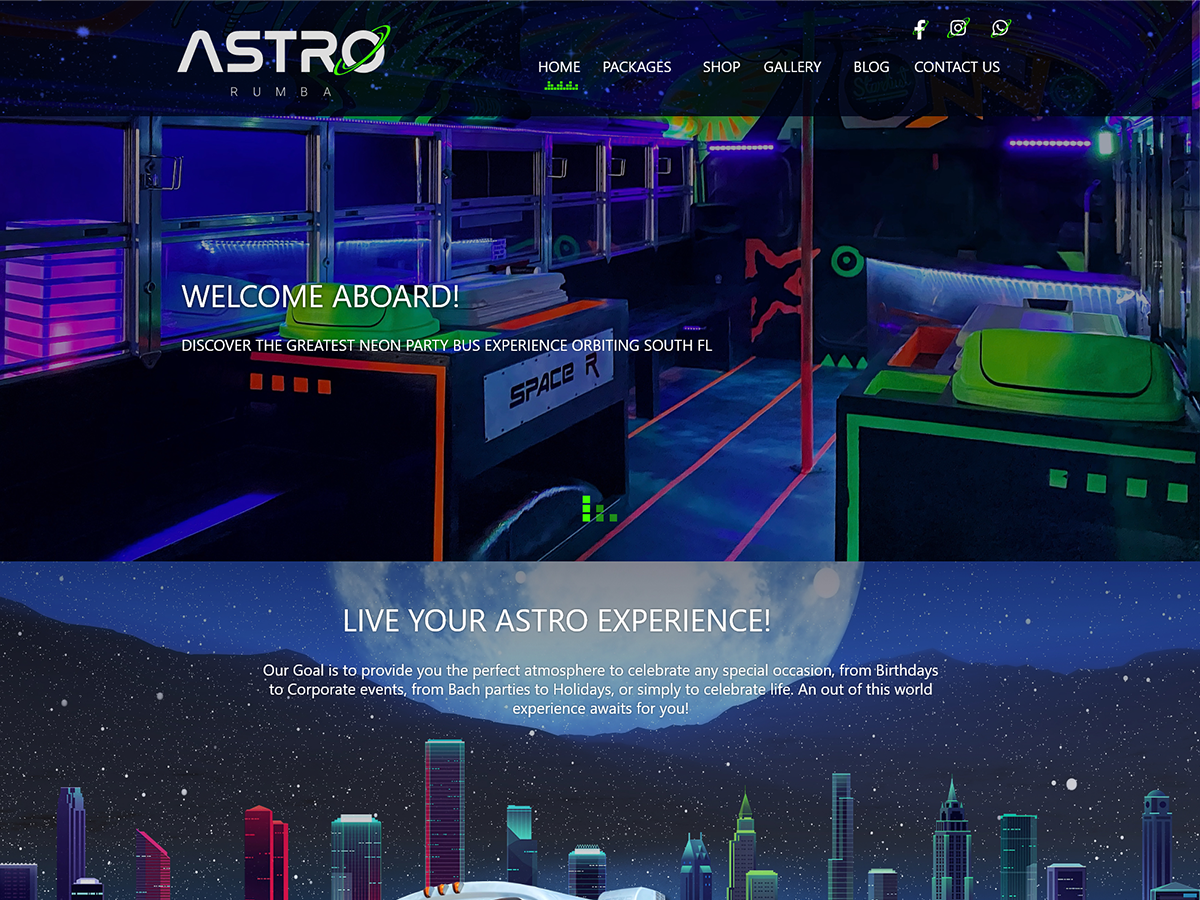 ASTRO
RUMBA
HOME PACKAGES SHOP GALLERY BLOG CONTACT US
WELCOME ABOARD!
DISCOVER THE GREATEST NEON PARTY BUS EXPERIENCE ORBITING SOUTH FL
SPACE R
LIVE YOUR ASTRO EXPERIENCE!
Our Goal is to provide you the perfect atmosphere to celebrate any special occasion, from Birthdays
to Corporate events, from Bach parties to Holidays, or simply to celebrate life. An out of this world
experience awaits for you!